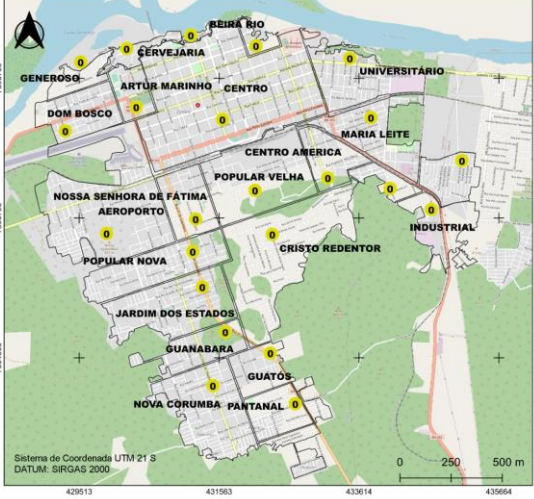 BEIRA RIO
0
0
0
CERVEJARIA
0
0
GENEROSO
UNIVERSITÁRIO
ARTUR MARINHO
CENTRO
0
DOM BOSCO
0
0
0
MARIA LEITE
CENTRO AMERICA
0
POPULAR VELHA
0
0
0
NOSSA SENHORA DE FÁTIMA
AEROPORTO
0
0
INDUSTRIAL
0
0
CRISTO REDENTOR
0
POPULAR NOVA
0
JARDIM DOS ESTADOS
0
GUANABARA
0
GUATÓS
0
NOVA CORUMBA
PANTANAL
0
Sistema de Coordenada UTM 21 S
DATUM: SIRGAS 2000
0 250 500 m
429513 431563 433614 435664